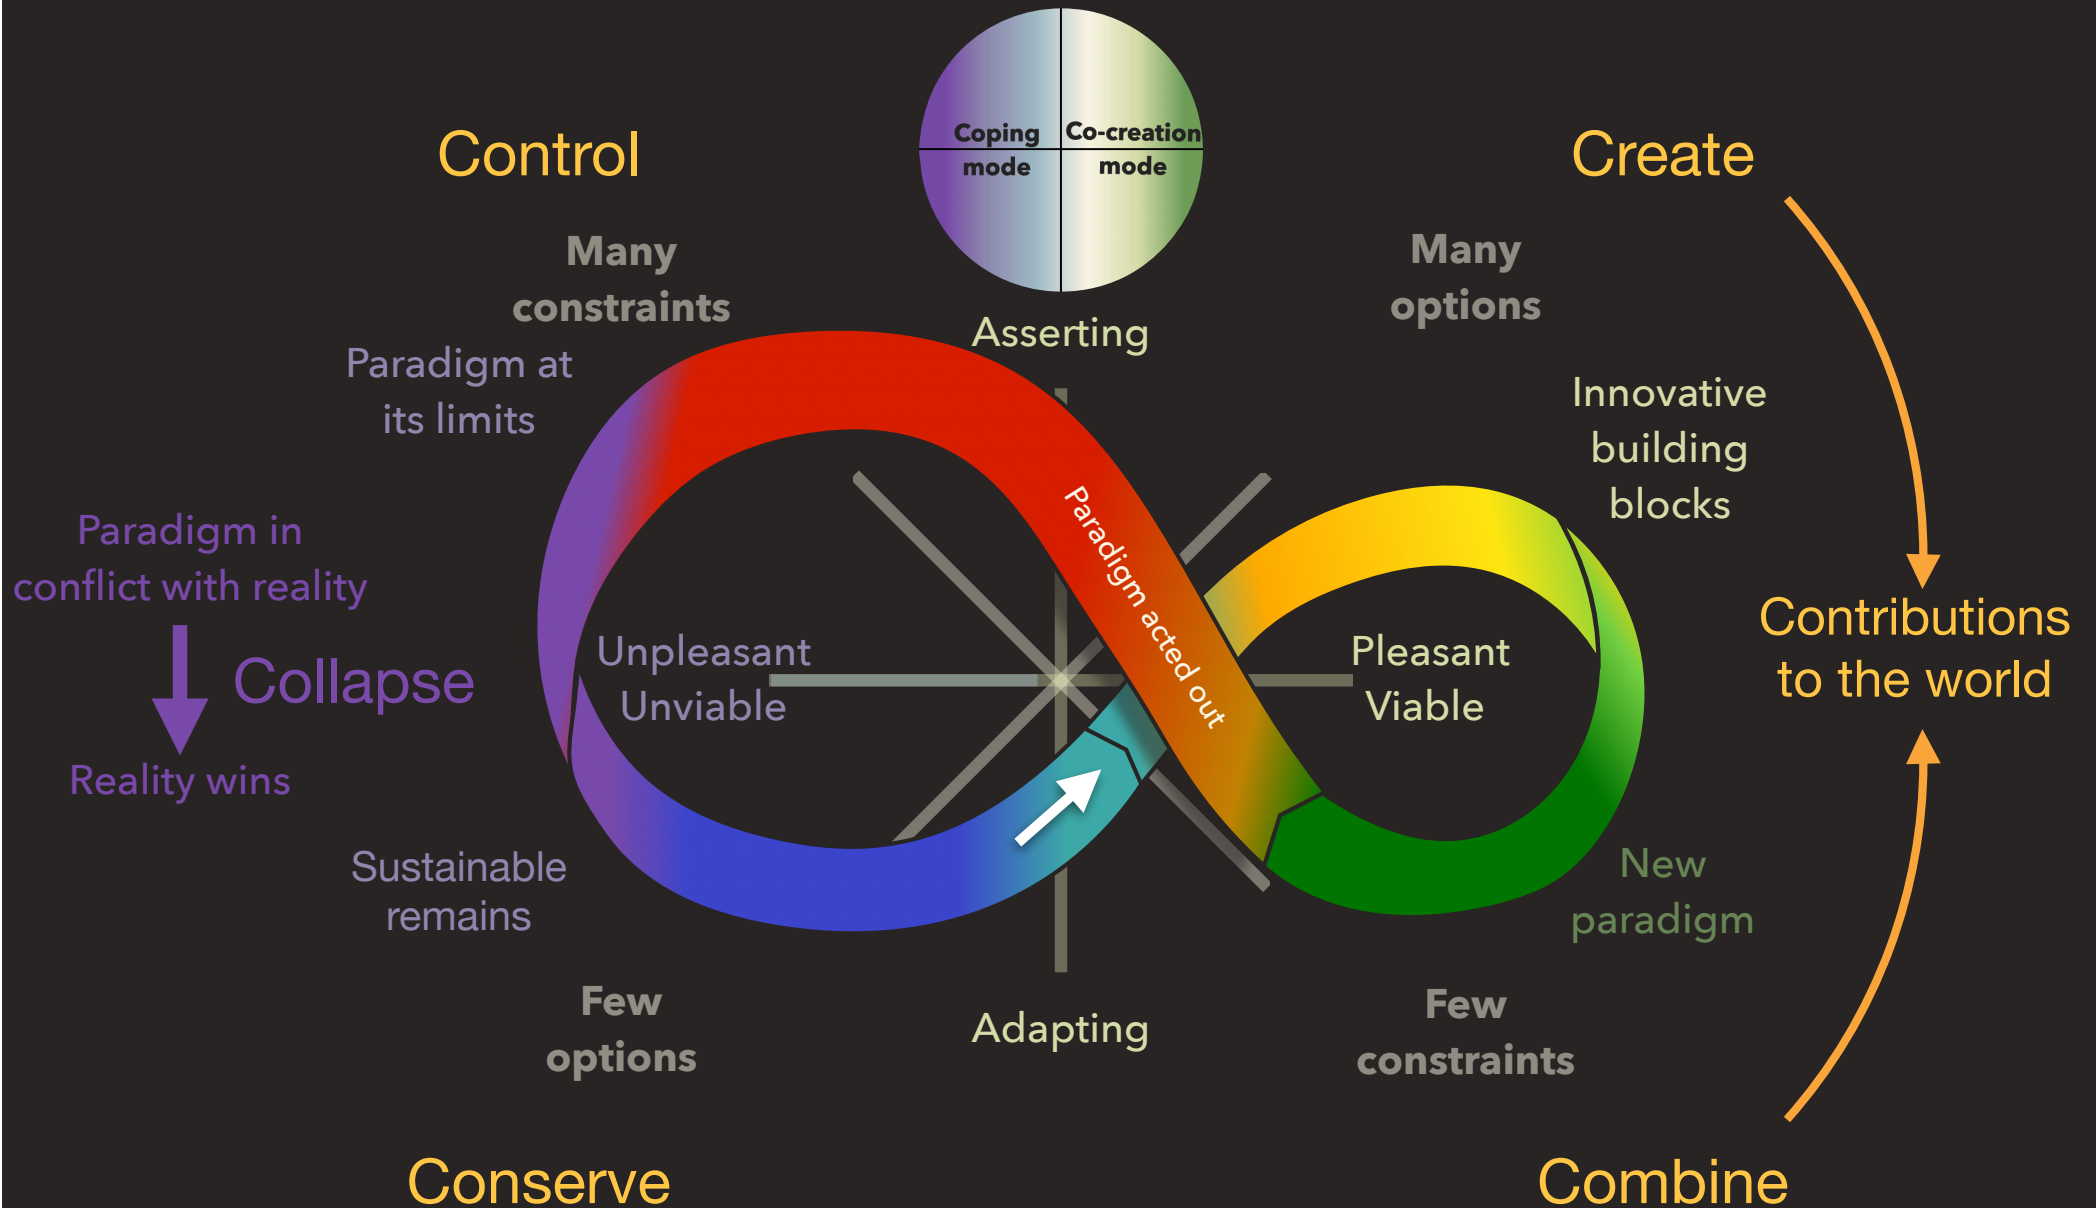 Coping
mode
Co-creation
mode
Control
Create
Many
constraints
Many
options
Asserting
Paradigm at
its limits
Innovative
building
blocks
Paradigm in
conflict with reality
Collapse
Reality wins
Unpleasant
Unviable
Paradigm acted out
Pleasant
Viable
Contributions
to the world
Sustainable
remains
New
paradigm
Few
options
Adapting
Few
constraints
Conserve
Combine